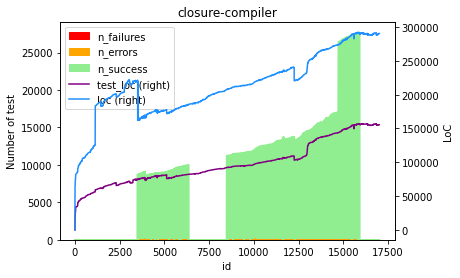 closure-compiler
n_failures
n_errors
n_success
test_loc (right)
loc (right)
Number of test
25000
20000
15000
10000
5000
0
300000
250000
200000
150000
100000
50000
0
LoC
0 2500 5000 7500 10000 12500 15000 17500
id